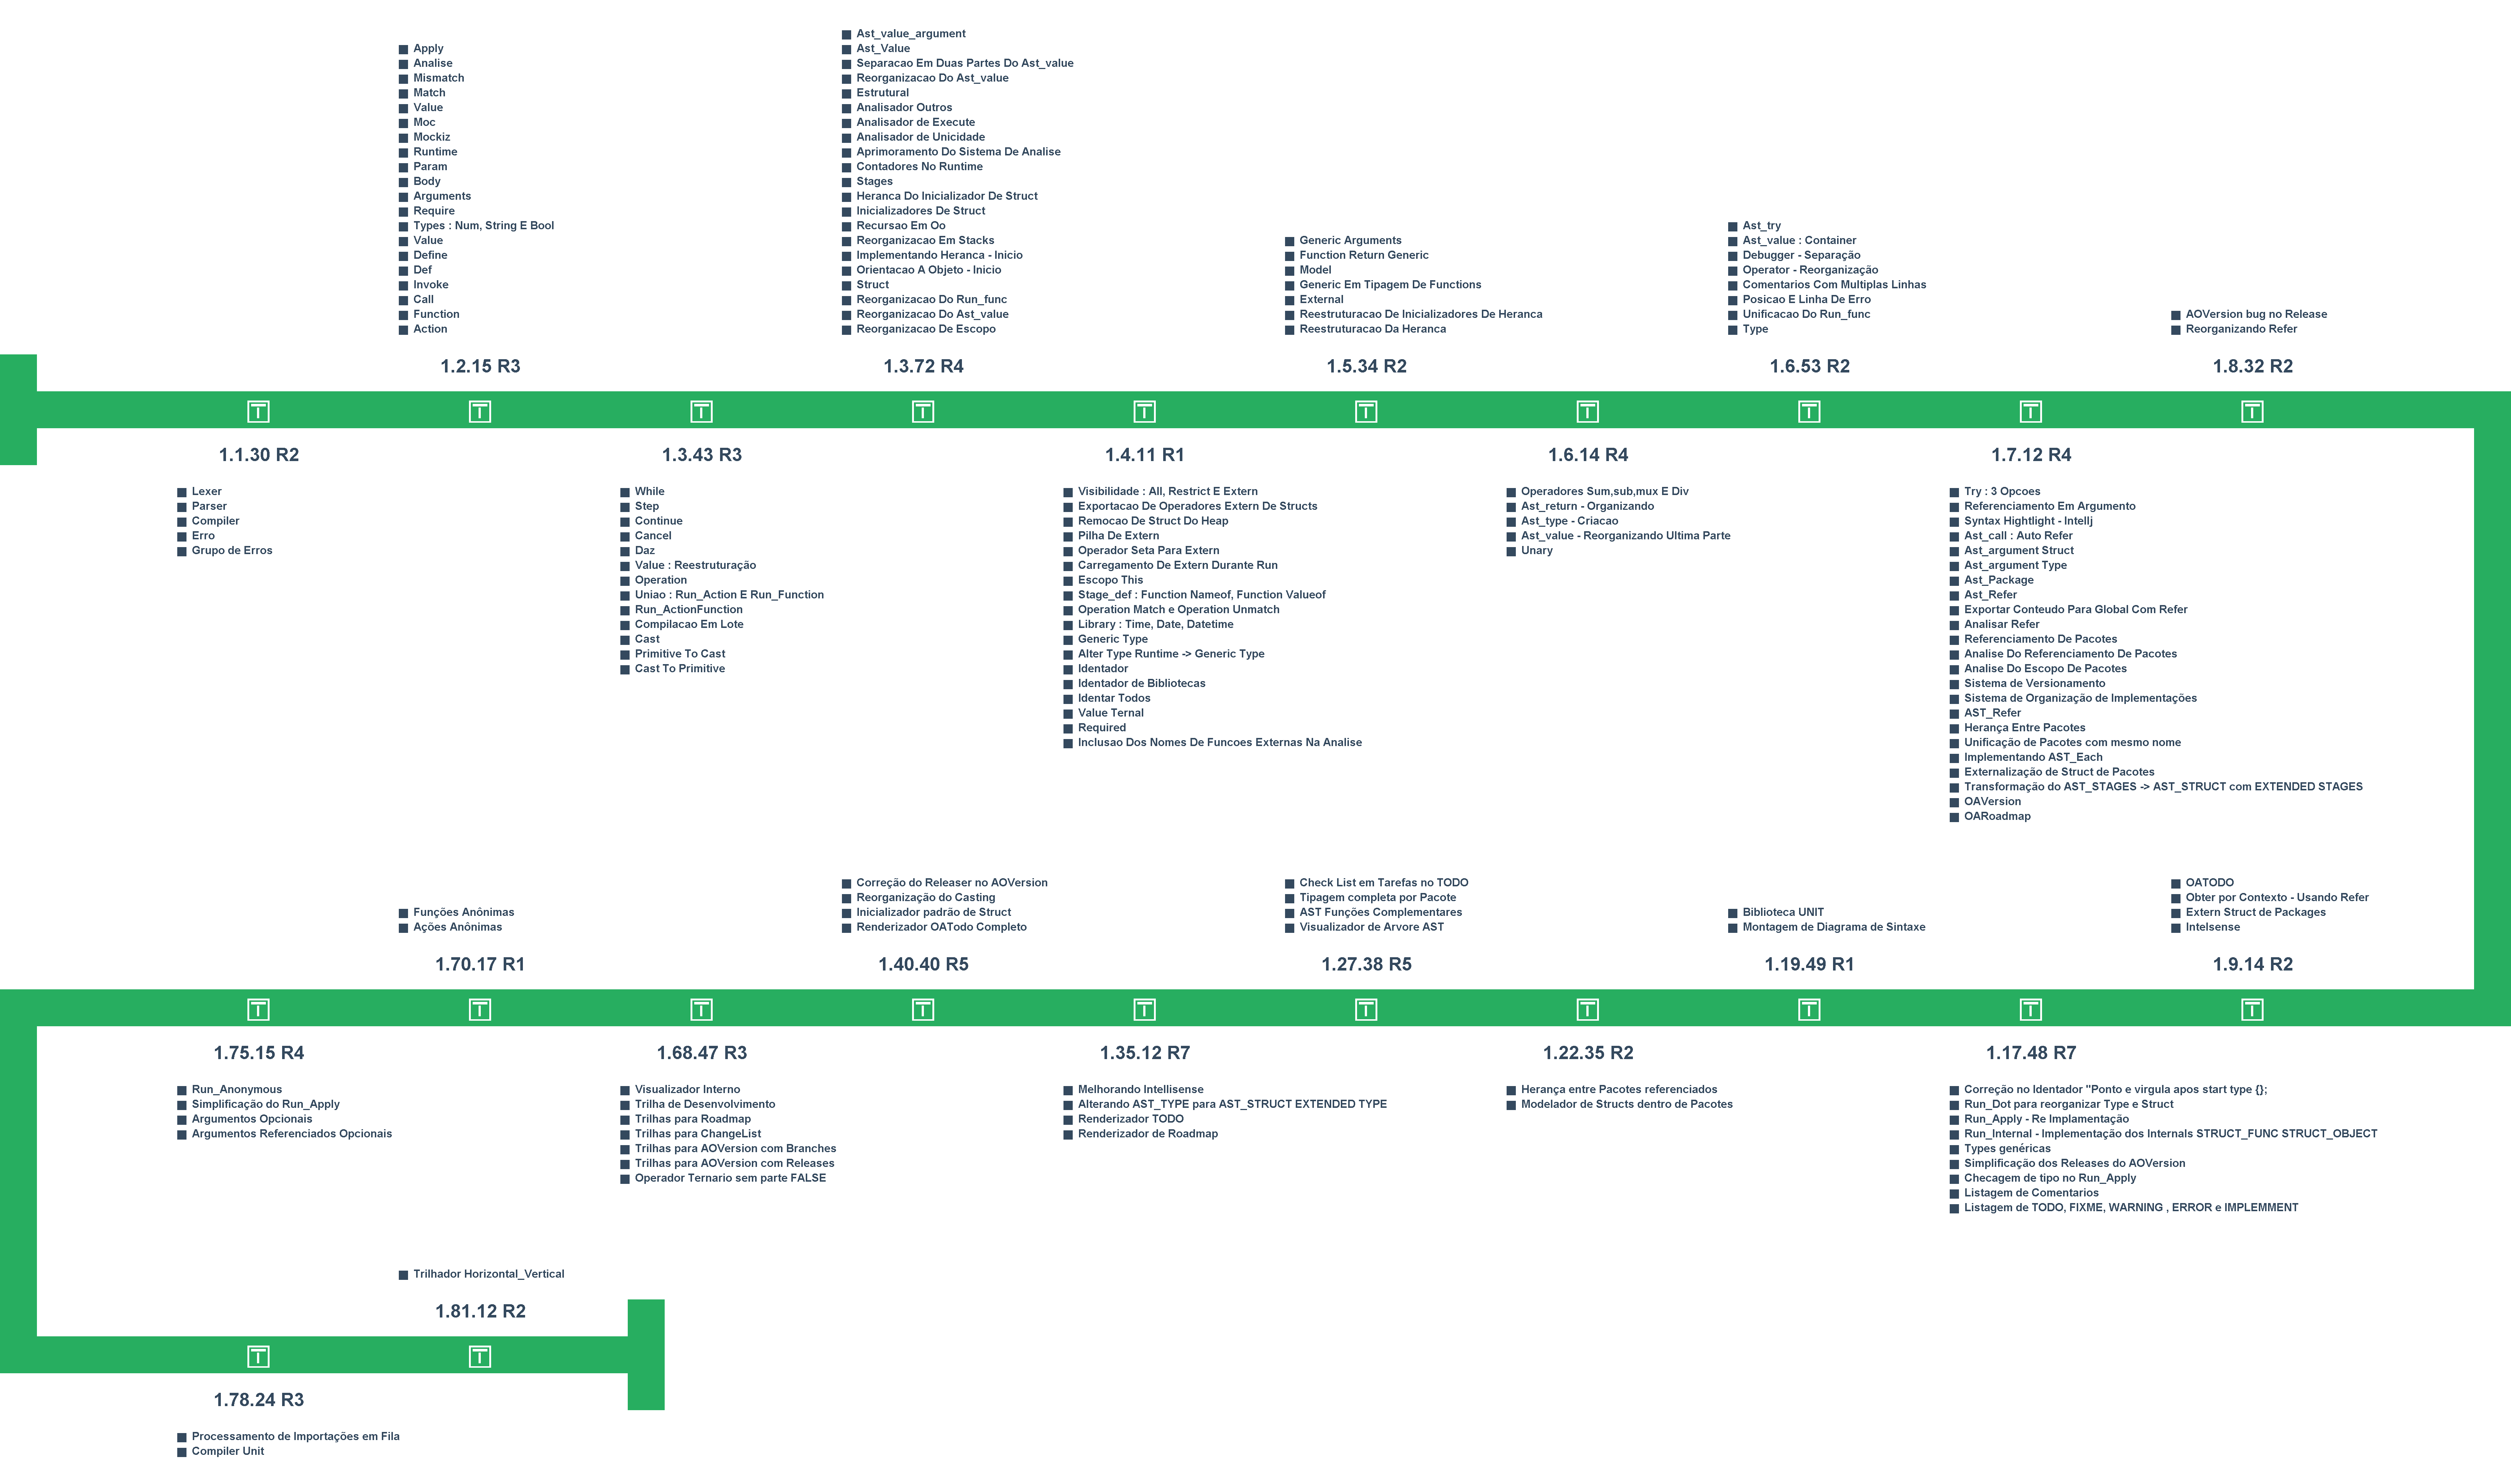 Apply
Analise
Mismatch
Match
Value
Moc
Mockiz
Runtime
Param
Body
Arguments
Require
Types : Num, String E Bool
Value
Define
Def
Invoke
Call
Function
Action
1.2.15 R3
Ast_value_argument
Ast_Value
Separacao Em Duas Partes Do Ast_value
Reorganizacao Do Ast_value
Estrutural
Analisador Outros
Analisador de Execute
Analisador de Unicidade
Aprimoramento Do Sistema De Analise
Contadores No Runtime
Stages
Heranca Do Inicializador De Struct
Inicializadores De Struct
Recursao Em Oo
Reorganizacao Em Stacks
Implementando Heranca - Inicio
Orientacao A Objeto - Inicio
Struct
Reorganizacao Do Run_func
Reorganizacao Do Ast_value
Reorganizacao De Escopo
1.3.72 R4
Generic Arguments
Function Return Generic
Model
Generic Em Tipagem De Functions
External
Reestruturacao De Inicializadores De Heranca
Reestruturacao Da Heranca
1.5.34 R2
Ast_try
Ast_value : Container
Debugger - Separação
Operator - Reorganização
Comentarios Com Multiplas Linhas
Posicao E Linha De Erro
Unificacao Do Run_func
Type
1.6.53 R2
AOVersion bug no Release
Reorganizando Refer
1.8.32 R2
1.1.30 R2
Lexer
Parser
Compiler
Erro
Grupo de Erros
1.3.43 R3
While
Step
Continue
Cancel
Daz
Value : Reestruturação
Operation
Uniao : Run_Action E Run_Function
Run_ActionFunction
Compilacao Em Lote
Cast
Primitive To Cast
Cast To Primitive
1.4.11 R1
Visibilidade : All, Restrict E Extern
Exportacao De Operadores Extern De Structs
Remocao De Struct Do Heap
Pilha De Extern
Operador Seta Para Extern
Carregamento De Extern Durante Run
Escopo This
Stage_def : Function Nameof, Function Valueof
Operation Match e Operation Unmatch
Library : Time, Date, Datetime
Generic Type
Alter Type Runtime -> Generic Type
Identador
Identador de Bibliotecas
Identar Todos
Value Ternal
Required
Inclusao Dos Nomes De Funcoes Externas Na Analise
1.6.14 R4
Operadores Sum,sub,mux E Div
Ast_return - Organizando
Ast_type - Criacao
Ast_value - Reorganizando Ultima Parte
Unary
1.7.12 R4
Try : 3 Opcoes
Referenciamento Em Argumento
Syntax Hightlight - Intellj
Ast_call : Auto Refer
Ast_argument Struct
Ast_argument Type
Ast_Package
Ast_Refer
Exportar Conteudo Para Global Com Refer
Analisar Refer
Referenciamento De Pacotes
Analise Do Referenciamento De Pacotes
Analise Do Escopo De Pacotes
Sistema de Versionamento
Sistema de Organização de Implementações
AST_Refer
Herança Entre Pacotes
Unificação de Pacotes com mesmo nome
Implementando AST_Each
Externalização de Struct de Pacotes
Transformação do AST_STAGES -> AST_STRUCT com EXTENDED STAGES
OAVersion
OARoadmap
Funções Anônimas
Ações Anônimas
1.70.17 R1
Correção do Releaser no AOVersion
Reorganização do Casting
Inicializador padrão de Struct
Renderizador OATodo Completo
1.40.40 R5
Check List em Tarefas no TODO
Tipagem completa por Pacote
AST Funções Complementares
Visualizador de Arvore AST
1.27.38 R5
Biblioteca UNIT
Montagem de Diagrama de Sintaxe
1.19.49 R1
OATODO
Obter por Contexto - Usando Refer
Extern Struct de Packages
Intelsense
1.9.14 R2
1.75.15 R4
Run_Anonymous
Simplificação do Run_Apply
Argumentos Opcionais
Argumentos Referenciados Opcionais
1.68.47 R3
Visualizador Interno
Trilha de Desenvolvimento
Trilhas para Roadmap
Trilhas para ChangeList
Trilhas para AOVersion com Branches
Trilhas para AOVersion com Releases
Operador Ternario sem parte FALSE
1.35.12 R7
Melhorando Intellisense
Alterando AST_TYPE para AST_STRUCT EXTENDED TYPE
Renderizador TODO
Renderizador de Roadmap
1.22.35 R2
Herança entre Pacotes referenciados
Modelador de Structs dentro de Pacotes
1.17.48 R7
Correção no Identador "Ponto e virgula apos start type {};
Run_Dot para reorganizar Type e Struct
Run_Apply - Re Implamentação
Run_Internal - Implementação dos Internals STRUCT_FUNC STRUCT_OBJECT
Types genéricas
Simplificação dos Releases do AOVersion
Checagem de tipo no Run_Apply
Listagem de Comentarios
Listagem de TODO, FIXME, WARNING , ERROR e IMPLEMMENT
Trilhador Horizontal_Vertical
1.81.12 R2
1.78.24 R3
Processamento de Importações em Fila
Compiler Unit